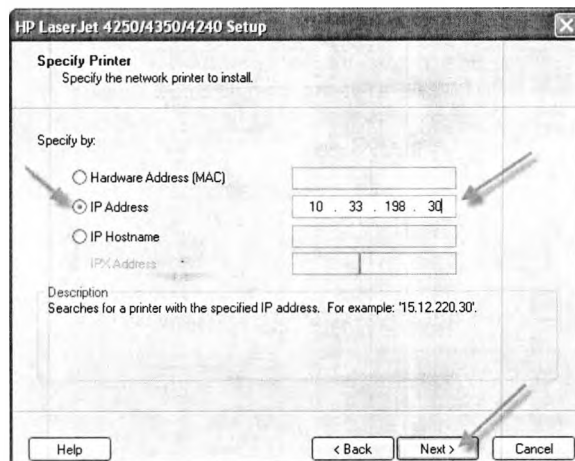 HP LaserJet 4250/4350/4240 Setup
Specify Printer
Specify the network printer to install.
Specify by:
Hardware Address (MAC)
IP Address 10 . 33 . 198 . 30
IP Hostname
IPX Address
Description
Searches for a printer with the specified IP address. For example: '15.12.220.30'.
Help < Back Next > Cancel